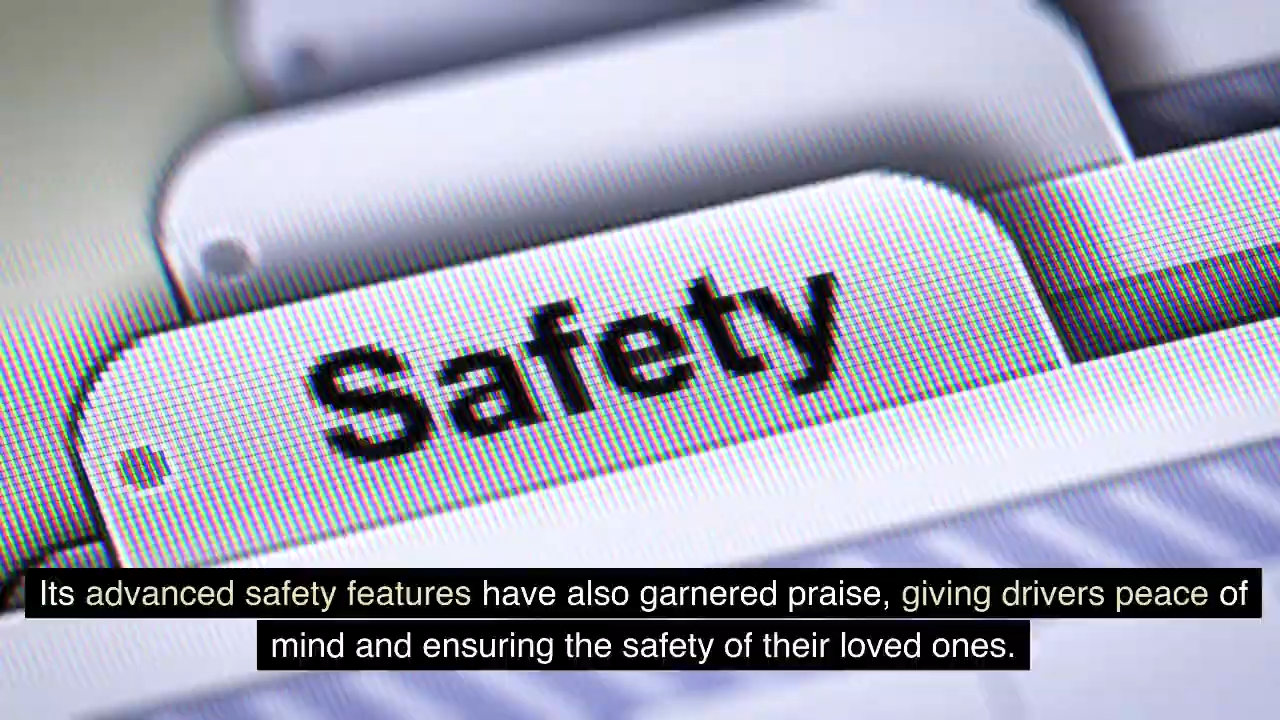 Safety
Its advanced safety features have also garnered praise, giving drivers peace of
mind and ensuring the safety of their loved ones.